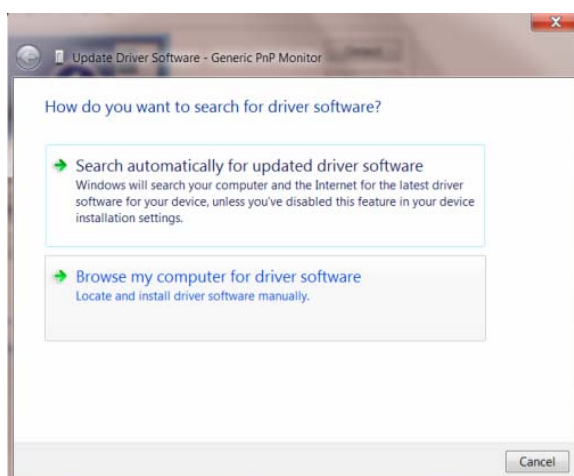 Update Driver Software - Generic PnP Monitor
How do you want to search for driver software?
Search automatically for updated driver software
Windows will search your computer and the Internet for the latest driver
software for your device, unless you've disabled this feature in your device
installation settings.
Browse my computer for driver software
Locate and install driver software manually.
Cancel